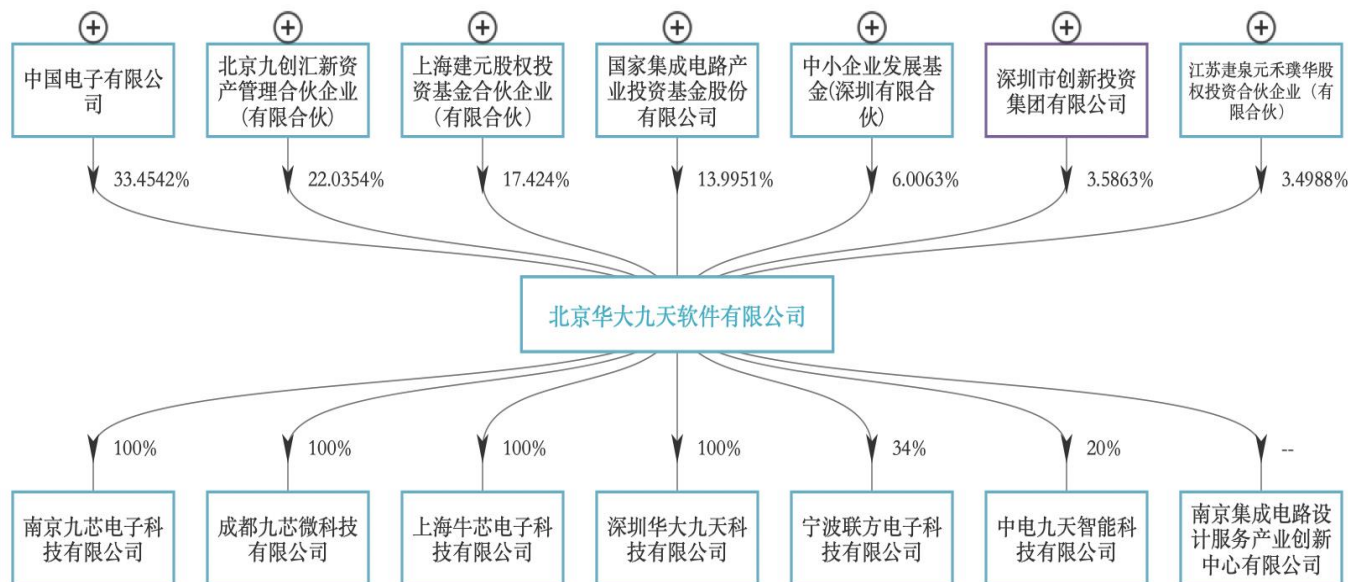 中国电子有限公
司
北京九创汇新资
产管理合伙企业
(有限合伙)
上海建元股权投
资基金合伙企业
（有限合伙）
国家集成电路产
业投资基金股份
有限公司
中小企业发展基
金(深圳有限合
伙)
深圳市创新投资
集团有限公司
江苏疌泉元禾璞华股
权投资合伙企业（有
限合伙）
33.4542%
22.0354%
17.424%
13.9951%
6.0063%
3.5863%
3.4988%
北京华大九天软件有限公司
100%
100%
100%
100%
34%
20%
--
南京九芯电子科
技有限公司
成都九芯微科技
有限公司
上海牛芯电子科
技有限公司
深圳华大九天科
技有限公司
宁波联方电子科
技有限公司
中电九天智能科
技有限公司
南京集成电路设
计服务产业创新
中心有限公司